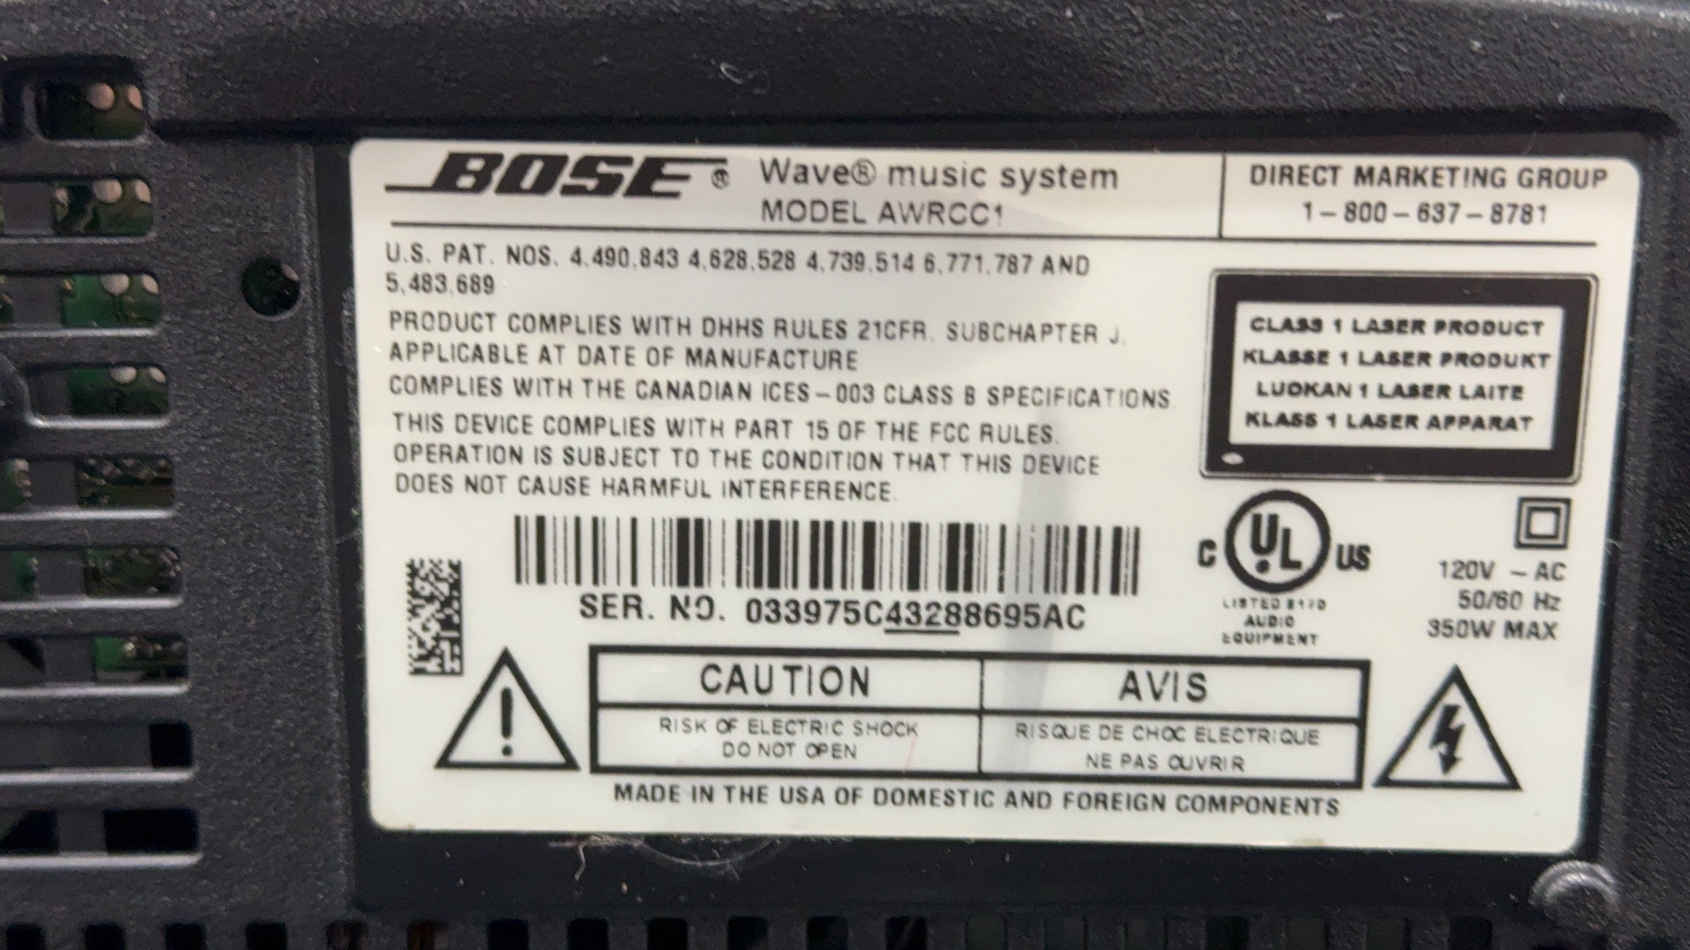 BOSE® Wave® music system
MODEL AWRCC1
DIRECT MARKETING GROUP
1-800-637-8781
U.S. PAT. NOS. 4,490,843 4,628,528 4,739,514 6,771,787 AND
5,483,689
PRODUCT COMPLIES WITH DHHS RULES 21CFR, SUBCHAPTER J,
APPLICABLE AT DATE OF MANUFACTURE
COMPLIES WITH THE CANADIAN ICES-003 CLASS B SPECIFICATIONS
THIS DEVICE COMPLIES WITH PART 15 OF THE FCC RULES.
OPERATION IS SUBJECT TO THE CONDITION THAT THIS DEVICE
DOES NOT CAUSE HARMFUL INTERFERENCE.
CLASS 1 LASER PRODUCT
KLASSE 1 LASER PRODUKT
LUOKAN 1 LASER LAITE
KLASS 1 LASER APPARAT
SER. NO. 033975C43288695AC
C UL US
LISTED
AUDIO
EQUIPMENT
120V ~ AC
50/60 Hz
350W MAX
CAUTION
RISK OF ELECTRIC SHOCK
DO NOT OPEN
AVIS
RISQUE DE CHOC ELECTRIQUE
NE PAS OUVRIR
MADE IN THE USA OF DOMESTIC AND FOREIGN COMPONENTS